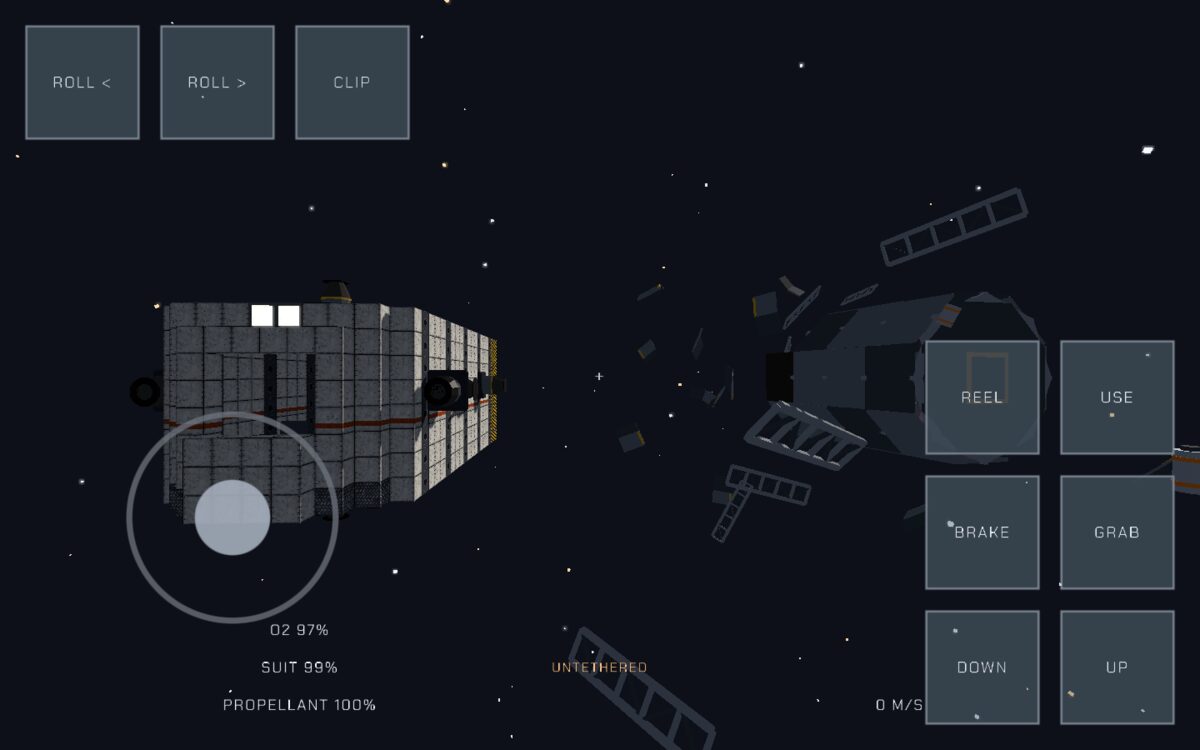 ROLL <
ROLL >
CLIP
REEL
USE
BRAKE
GRAB
O2 97%
SUIT 99%
UNTETHERED
DOWN
UP
PROPELLANT 100%
0 M/S